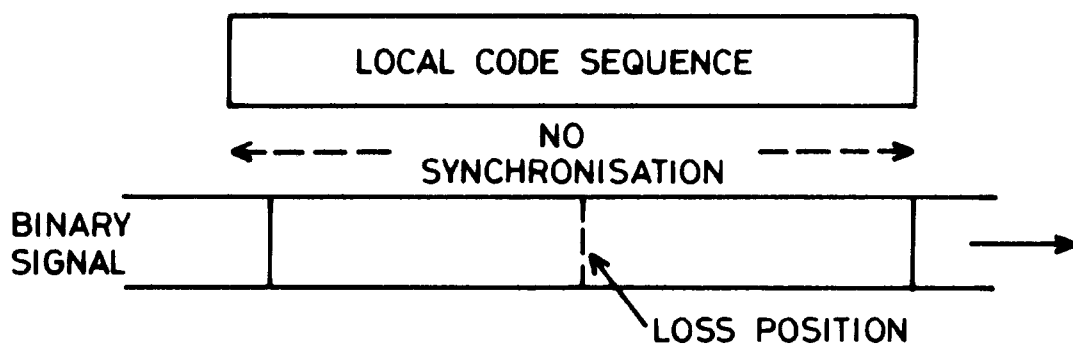 LOCAL CODE SEQUENCE
NO
SYNCHRONISATION
BINARY
SIGNAL
LOSS POSITION